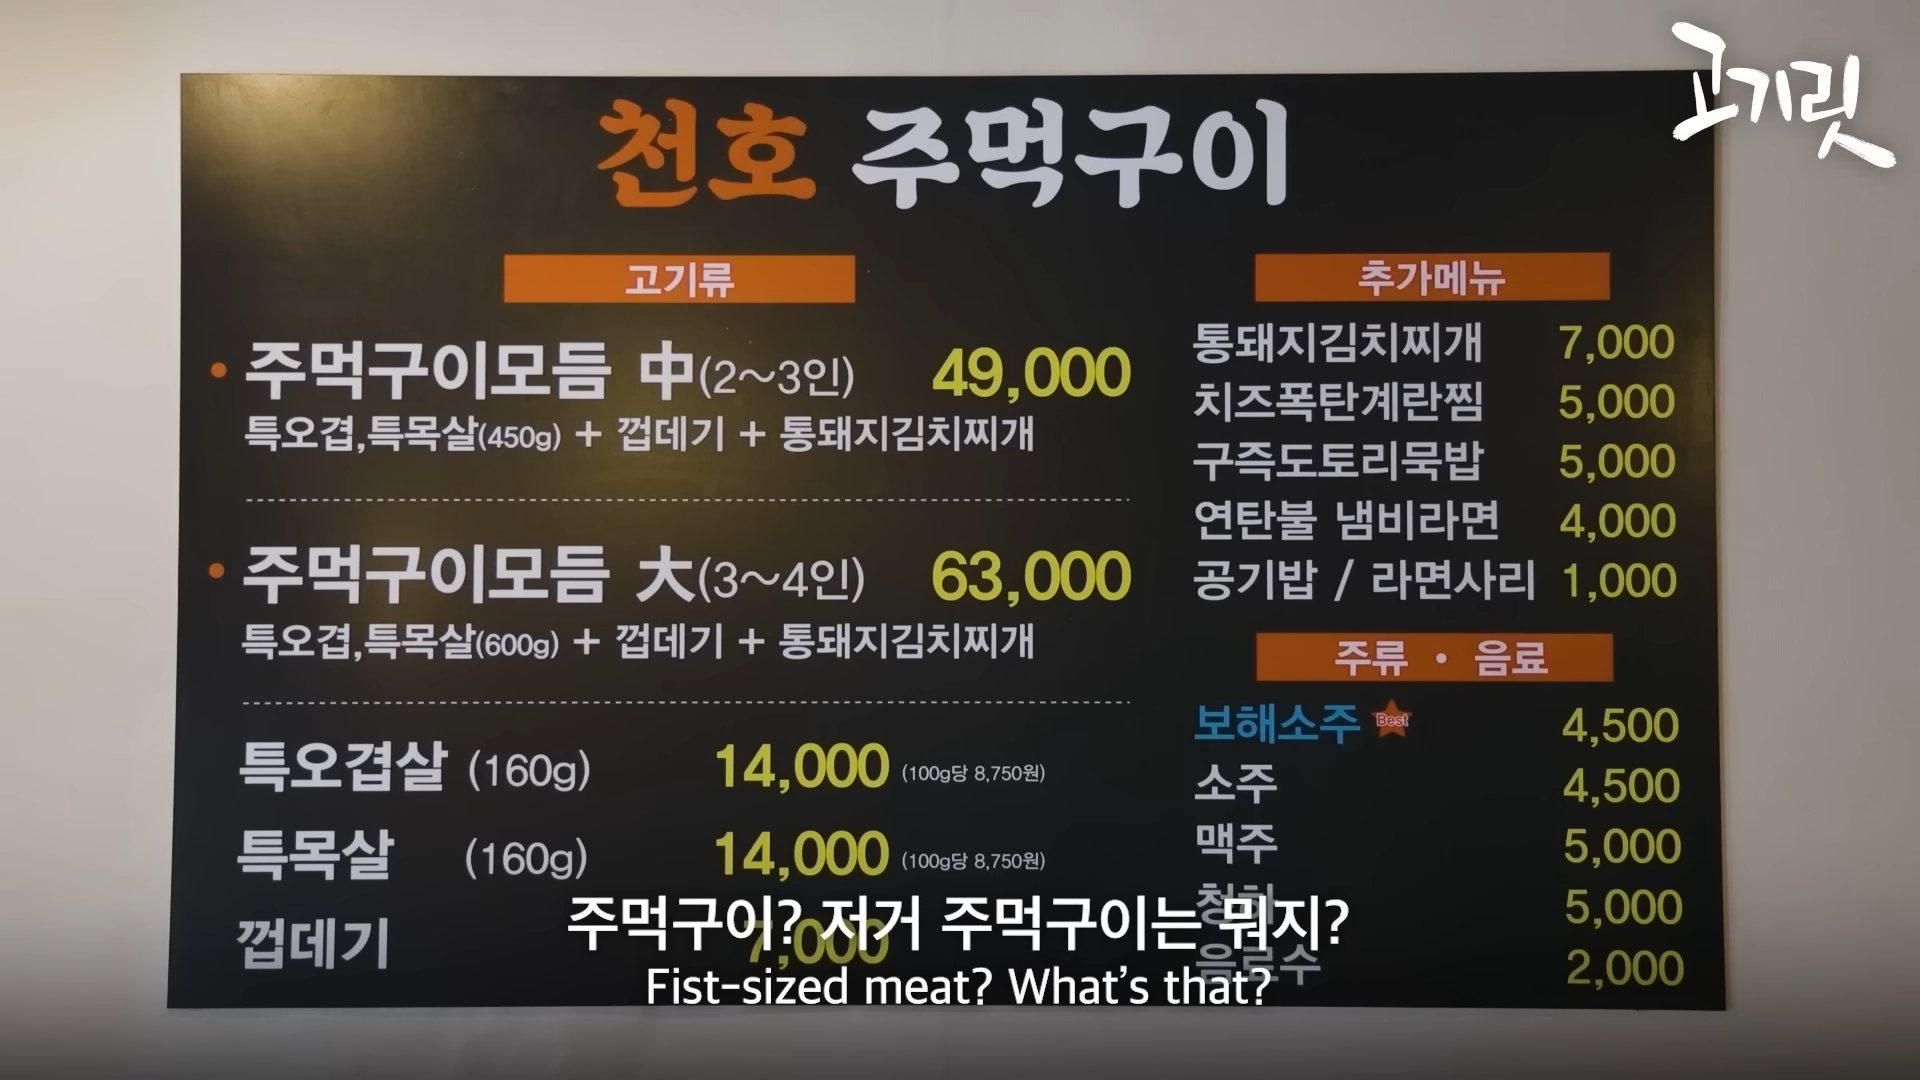 고기릿
천호 주먹구이
고기류
• 주먹구이모듬 中(2~3인) 49,000
특오겹,특목살(450g) + 껍데기 + 통돼지김치찌개
• 주먹구이모듬 大(3~4인) 63,000
특오겹,특목살(600g) + 껍데기 + 통돼지김치찌개
특오겹살 (160g) 14,000 (100g당 8,750원)
특목살 (160g) 14,000 (100g당 8,750원)
껍데기 7,000
추가메뉴
통돼지김치찌개 7,000
치즈폭탄계란찜 5,000
구즉도토리묵밥 5,000
연탄불 냄비라면 4,000
공기밥 / 라면사리 1,000
주류 • 음료
보해소주 Best 4,500
소주 4,500
맥주 5,000
청하 5,000
음료수 2,000
주먹구이? 저거 주먹구이는 뭐지?
Fist-sized meat? What's that?